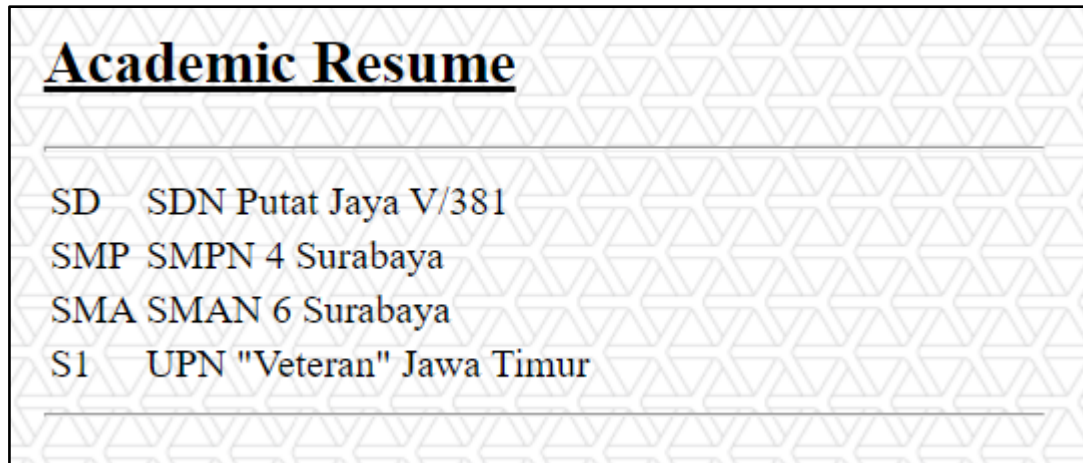 Academic Resume
SD SDN Putat Jaya V/381
SMP SMPN 4 Surabaya
SMA SMAN 6 Surabaya
S1 UPN "Veteran" Jawa Timur